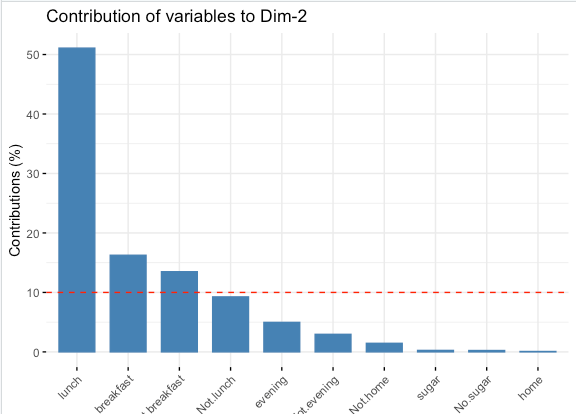 Contribution of variables to Dim-2
Contributions (%)
50
40
30
20
10
0
lunch
breakfast
breakfast
Not.lunch
evening
ot.evening
Not.home
sugar
No.sugar
home